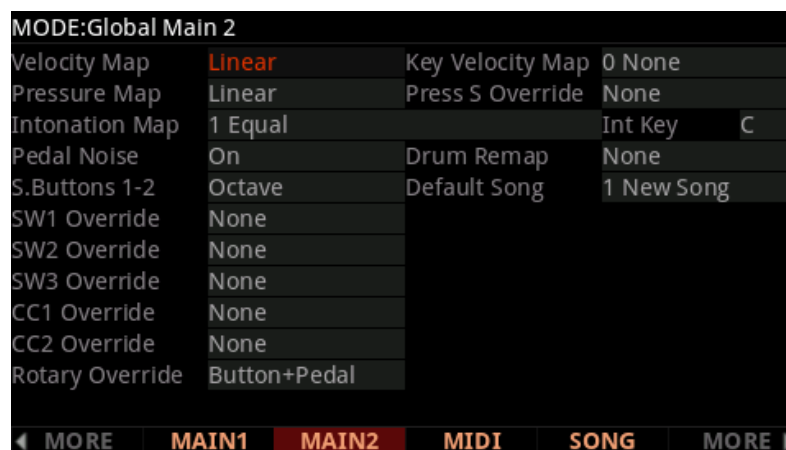 MODE:Global Main 2
Velocity Map Linear Key Velocity Map 0 None
Pressure Map Linear Press S Override None
Intonation Map 1 Equal Int Key C
Pedal Noise On Drum Remap None
S.Buttons 1-2 Octave Default Song 1 New Song
SW1 Override None
SW2 Override None
SW3 Override None
CC1 Override None
CC2 Override None
Rotary Override Button+Pedal
MORE MAIN1 MAIN2 MIDI SONG MORE